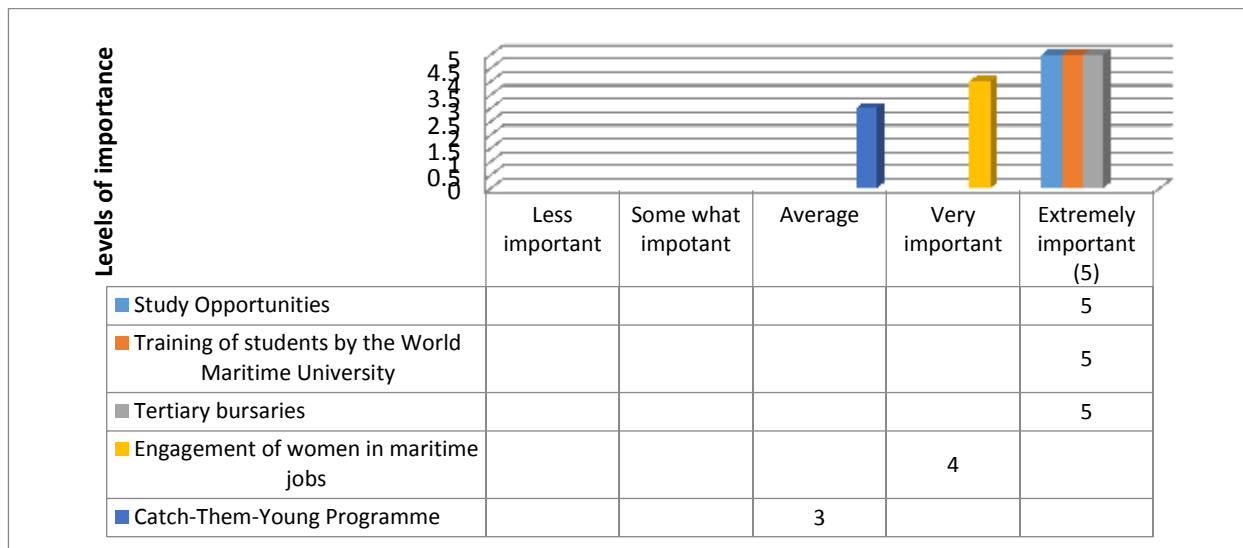 Levels of importance
5
4.5
4
3.5
3
2.5
2
1.5
1
0.5
0
Less
important
Some what
impotant
Average
Very
important
Extremely
important
(5)
Study Opportunities
5
Training of students by the World
Maritime University
5
Tertiary bursaries
5
Engagement of women in maritime
jobs
4
Catch-Them-Young Programme
3